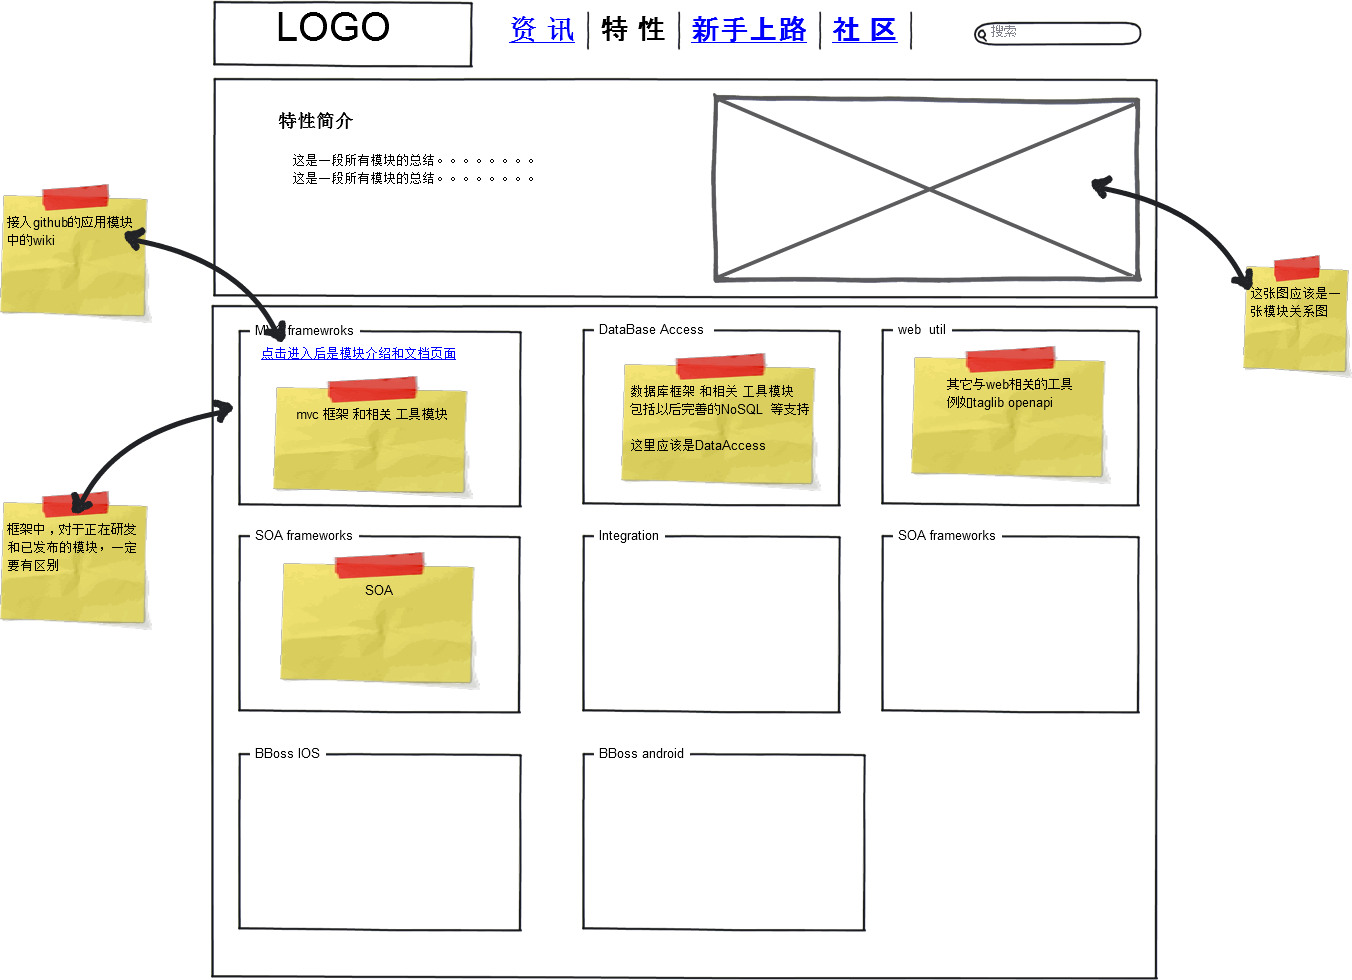 LOGO
资 讯
特 性
新手上路
社 区
搜索
特性简介
这是一段所有模块的总结。。。。。。。。
这是一段所有模块的总结。。。。。。。。
接入github的应用模块
中的wiki
这张图应该是一
张模块关系图
framewroks
点击进入后是模块介绍和文档页面
mvc 框架 和相关 工具模块
DataBase Access
数据库框架 和相关 工具模块
包括以后完善的NoSQL 等支持
这里应该是DataAccess
web util
其它与web相关的工具
例如taglib openapi
框架中，对于正在研发
和已发布的模块，一定
要有区别
SOA frameworks
SOA
Integration
SOA frameworks
BBoss IOS
BBoss android